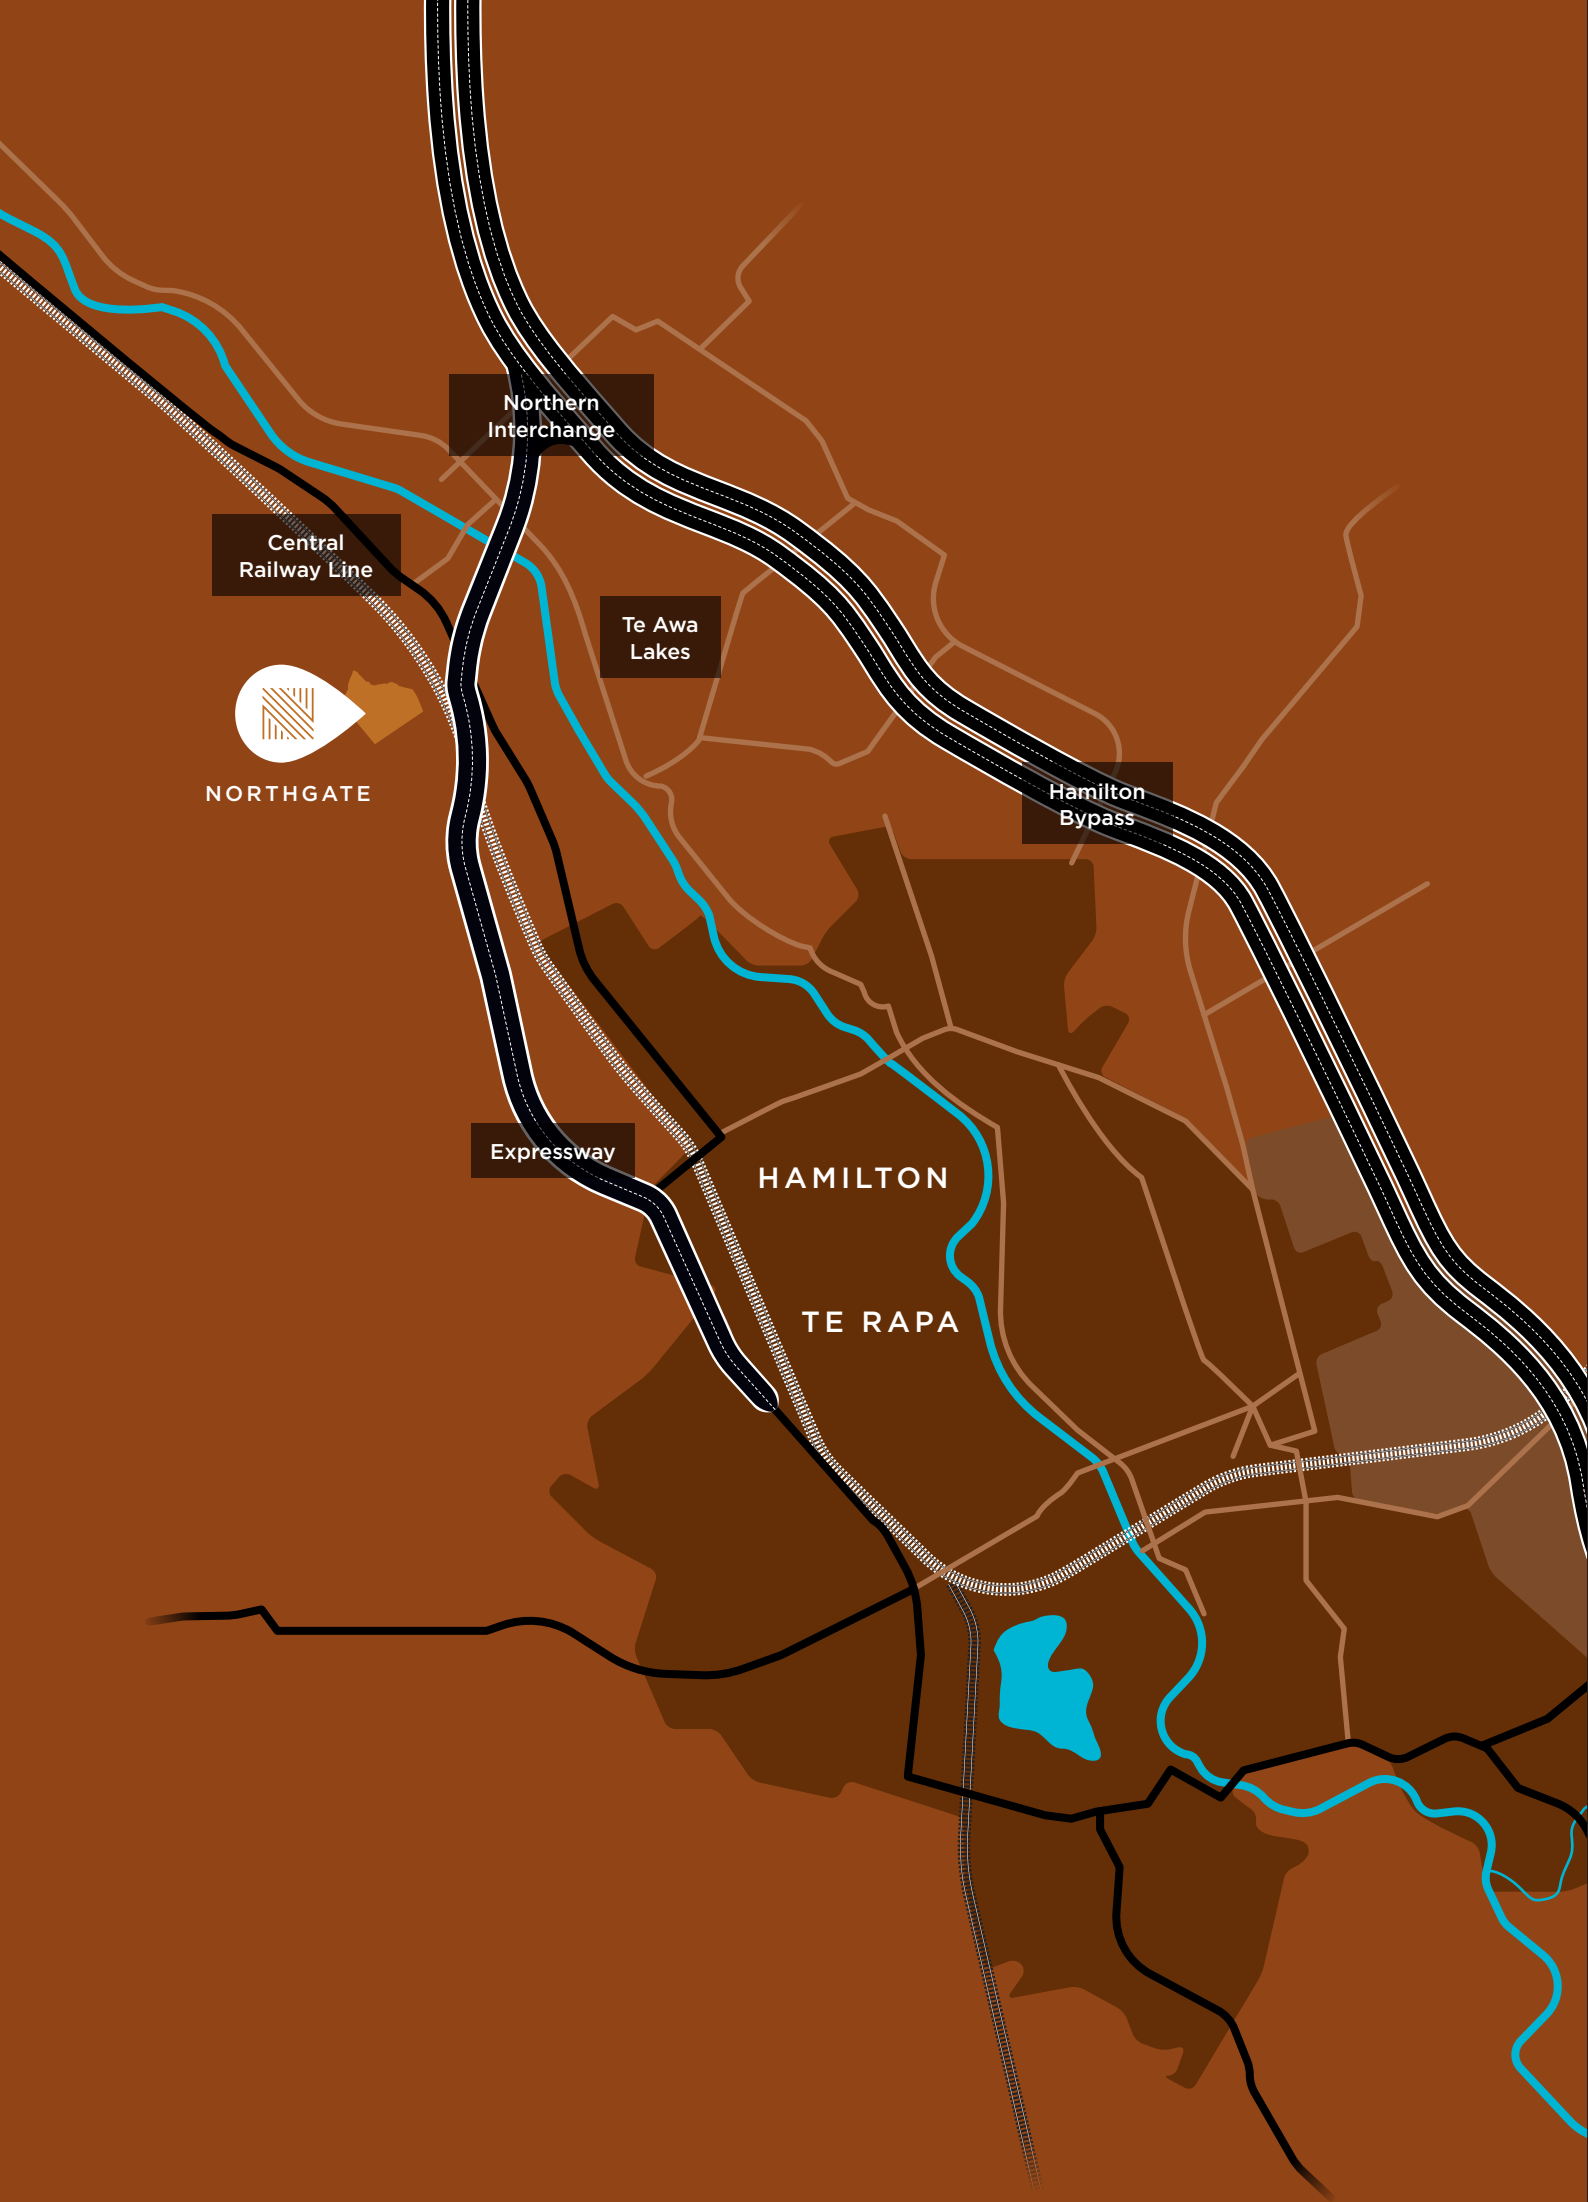 Northern
Interchange
Central
Railway Line
Te Awa
Lakes
NORTHGATE
Hamilton
Bypass
Expressway
HAMILTON
TE RAPA